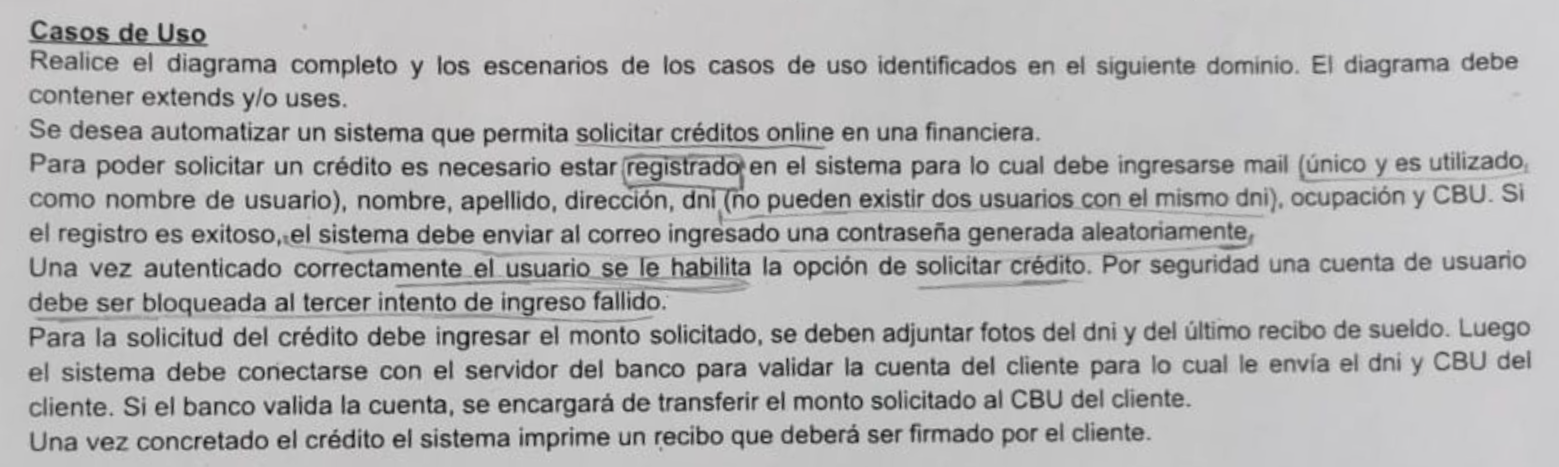 Casos de Uso
Realice el diagrama completo y los escenarios de los casos de uso identificados en el siguiente dominio. El diagrama debe
contener extends y/o uses.
Se desea automatizar un sistema que permita solicitar créditos online en una financiera.
Para poder solicitar un crédito es necesario estar registrado en el sistema para lo cual debe ingresarse mail (único y es utilizado
como nombre de usuario), nombre, apellido, dirección, dni (no pueden existir dos usuarios con el mismo dni), ocupación y CBU. Si
el registro es exitoso, el sistema debe enviar al correo ingresado una contraseña generada aleatoriamente,
Una vez autenticado correctamente el usuario se le habilita la opción de solicitar crédito. Por seguridad una cuenta de usuario
debe ser bloqueada al tercer intento de ingreso fallido.
Para la solicitud del crédito debe ingresar el monto solicitado, se deben adjuntar fotos del dni y del último recibo de sueldo. Luego
el sistema debe conectarse con el servidor del banco para validar la cuenta del cliente para lo cual le envía el dni y CBU del
cliente. Si el banco valida la cuenta, se encargará de transferir el monto solicitado al CBU del cliente.
Una vez concretado el crédito el sistema imprime un recibo que deberá ser firmado por el cliente.